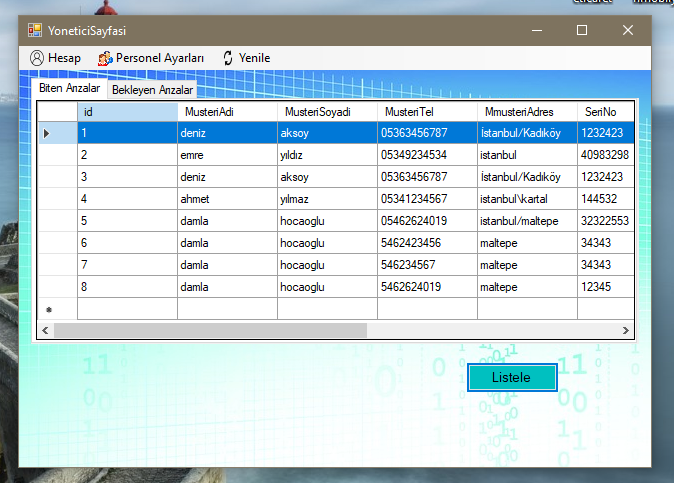 YoneticiSayfasi
Hesap Personel Ayarları Yenile
Biten Arızalar Bekleyen Arızalar
id MusteriAdi MusteriSoyadi MusteriTel MmusteriAdres SeriNo
1 deniz aksoy 05363456787 İstanbul/Kadıköy 1232423
2 emre yıldız 05349234534 istanbul 40983298
3 deniz aksoy 05363456787 İstanbul/Kadıköy 1232423
4 ahmet yılmaz 05341234567 istanbul\kartal 144532
5 damla hocaoglu 05462624019 istanbul/maltepe 32322553
6 damla hocaoglu 5462423456 maltepe 34343
7 damla hocaoglu 546234567 maltepe 34343
8 damla hocaoglu 5462624019 maltepe 12345
Listele